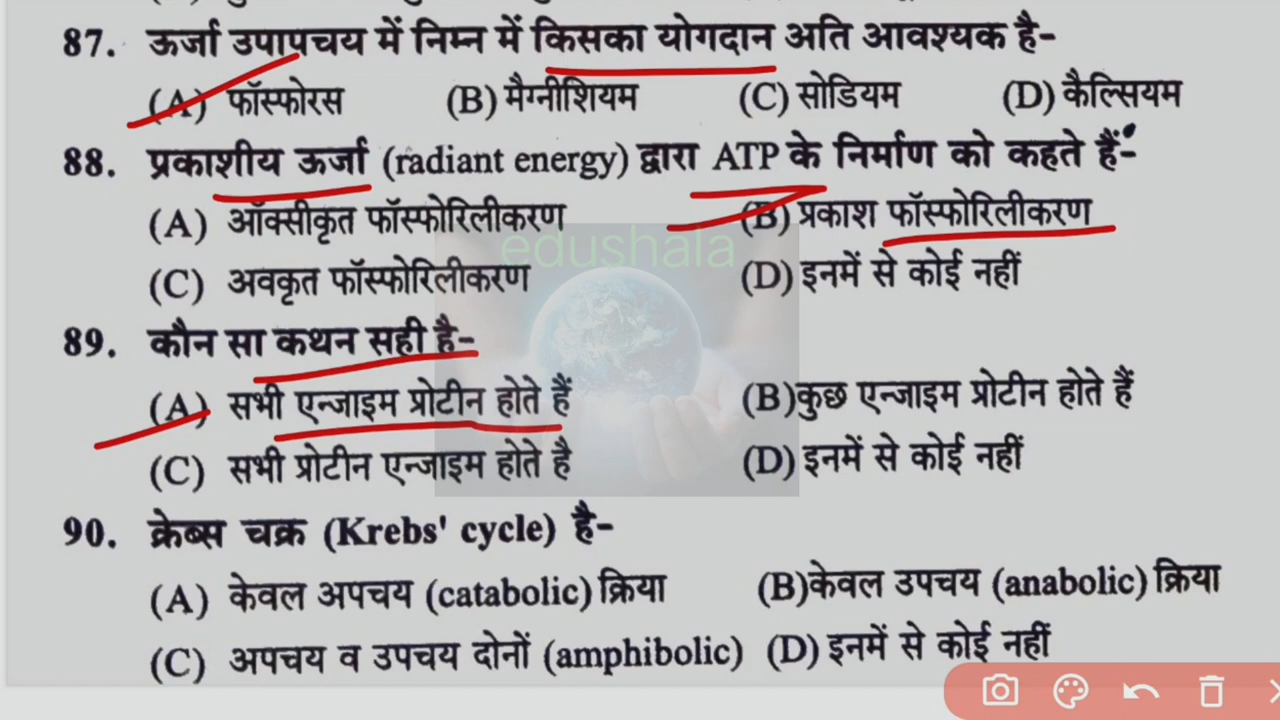 87. ऊर्जा उपापचय में निम्न में किसका योगदान अति आवश्यक है-
(A) फॉस्फोरस (B) मैग्नीशियम (C) सोडियम (D) कैल्सियम
88. प्रकाशीय ऊर्जा (radiant energy) द्वारा ATP के निर्माण को कहते हैं-
(A) ऑक्सीकृत फॉस्फोरिलीकरण (B) प्रकाश फॉस्फोरिलीकरण
edushala
(C) अवकृत फॉस्फोरिलीकरण (D) इनमें से कोई नहीं
89. कौन सा कथन सही है-
(A) सभी एन्जाइम प्रोटीन होते हैं (B)कुछ एन्जाइम प्रोटीन होते हैं
(C) सभी प्रोटीन एन्जाइम होते है (D) इनमें से कोई नहीं
90. क्रेब्स चक्र (Krebs' cycle) है-
(A) केवल अपचय (catabolic) क्रिया (B)केवल उपचय (anabolic) क्रिया
(C) अपचय व उपचय दोनों (amphibolic) (D) इनमें से कोई नहीं